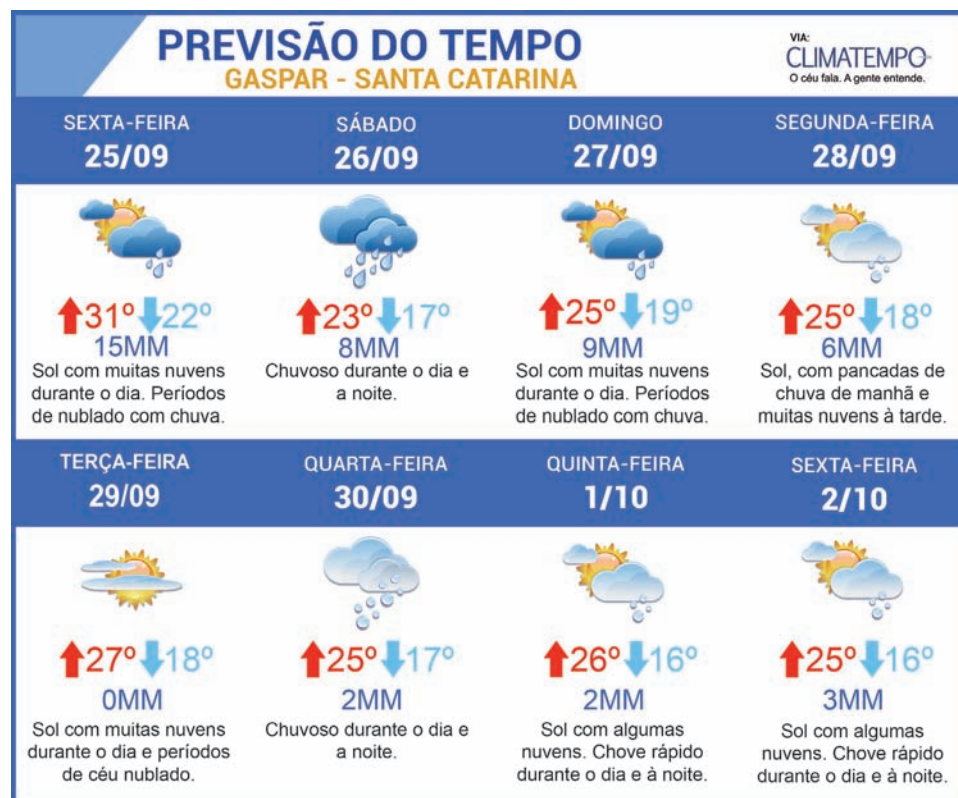 PREVISÃO DO TEMPO
GASPAR - SANTA CATARINA
VIA:
CLIMATEMPO
O céu fala. A gente entende.
SEXTA-FEIRA
25/09
SÁBADO
26/09
DOMINGO
27/09
SEGUNDA-FEIRA
28/09
31º 22º
15MM
Sol com muitas nuvens
durante o dia. Períodos
de nublado com chuva.
23º 17º
8MM
Chuvoso durante o dia e
a noite.
25º 19º
9MM
Sol com muitas nuvens
durante o dia. Períodos
de nublado com chuva.
25º 18º
6MM
Sol, com pancadas de
chuva de manhã e
muitas nuvens à tarde.
TERÇA-FEIRA
29/09
QUARTA-FEIRA
30/09
QUINTA-FEIRA
1/10
SEXTA-FEIRA
2/10
27º 18º
0MM
Sol com muitas nuvens
durante o dia e períodos
de céu nublado.
25º 17º
2MM
Chuvoso durante o dia e
a noite.
26º 16º
2MM
Sol com algumas
nuvens. Chove rápido
durante o dia e à noite.
25º 16º
3MM
Sol com algumas
nuvens. Chove rápido
durante o dia e à noite.